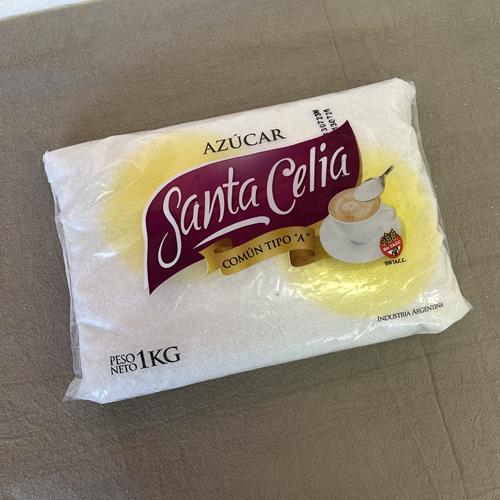 AZÚCAR
Santa Celia
COMÚN TIPO "A"
SIN T.A.C.C.
INDUSTRIA ARGENTINA
PESO NETO 1KG